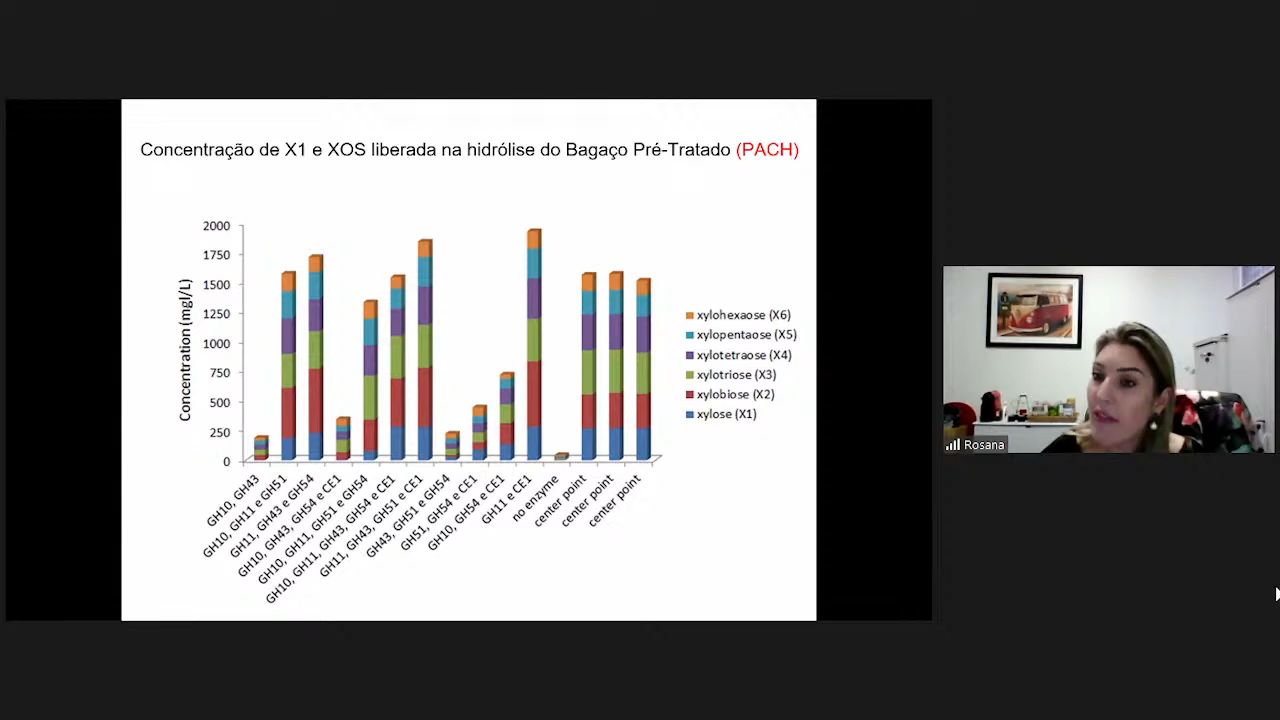 Concentração de X1 e XOS liberada na hidrólise do Bagaço Pré-Tratado (PACH)
2000
1750
1500
1250
1000
750
500
250
0
Concentration (mgl/L)
xylohexaose (X6)
xylopentaose (X5)
xylotetraose (X4)
xylotriose (X3)
xylobiose (X2)
xylose (X1)
GH10, GH43
GH10, GH11 e GH51
GH11, GH43 e GH54
GH10, GH43, GH54 e CE1
GH10, GH11, GH51 e GH54
GH10, GH11, GH43, GH54 e CE1
GH11, GH43, GH51 e CE1
GH43, GH51 e GH54
GH51, GH54 e CE1
GH10, GH54 e CE1
GH11 e CE1
no enzyme
center point
center point
center point
Rosana